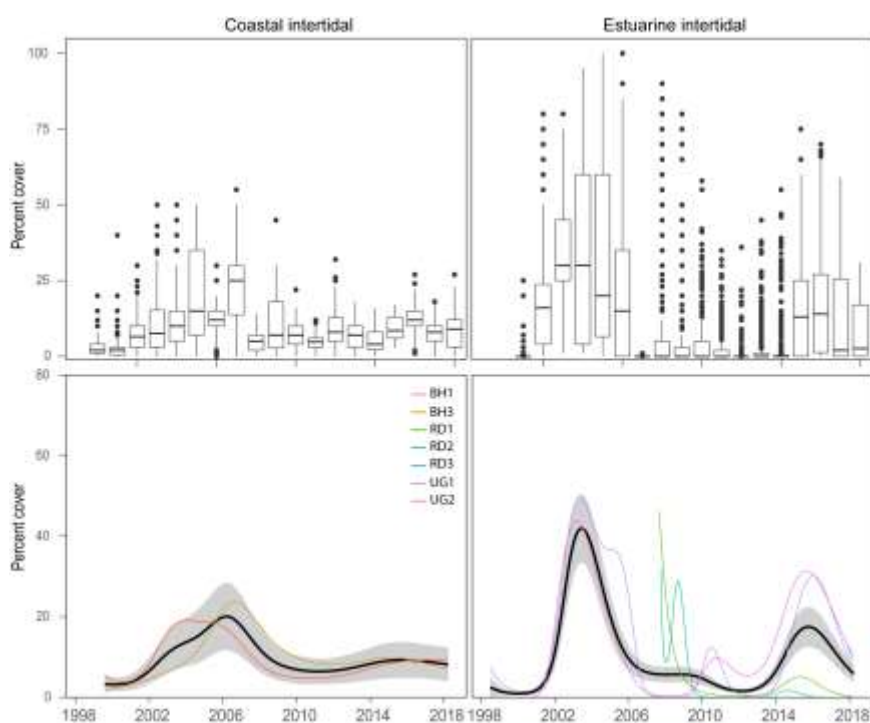 Coastal intertidal Estuarine intertidal
100
75
50
25
0
Percent cover
80
60
40
20
0
Percent cover
BH1
BH3
RD1
RD2
RD3
UG1
UG2
1998 2002 2006 2010 2014 2018 1998 2002 2006 2010 2014 2018